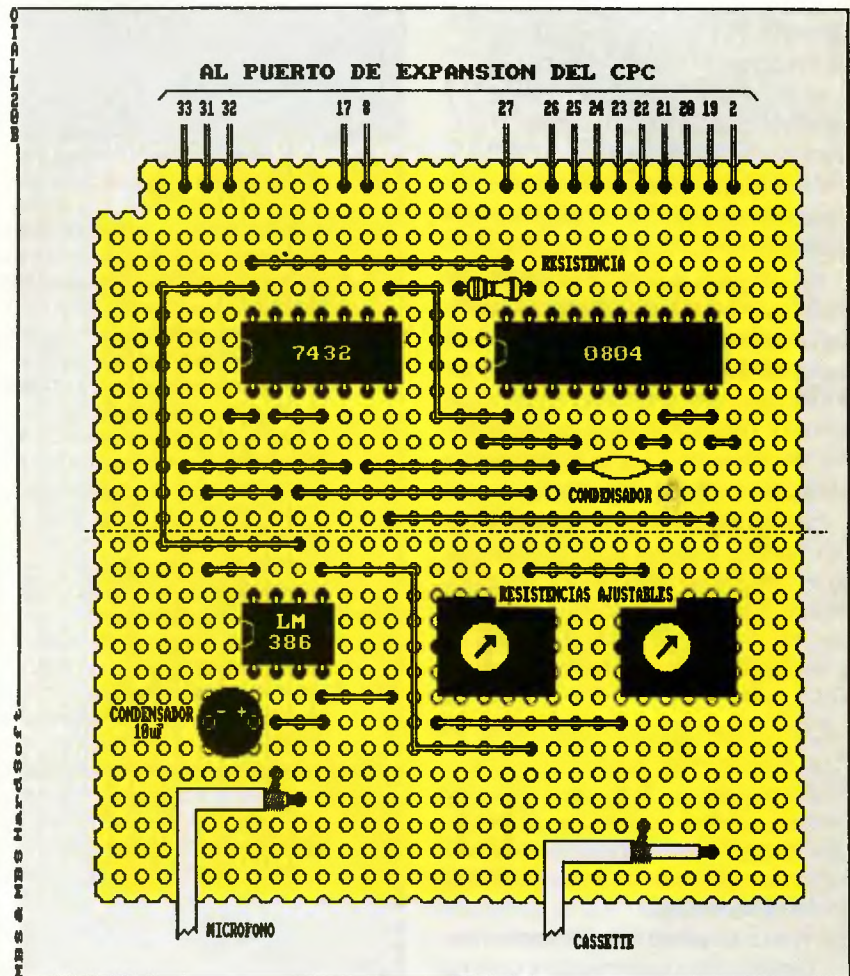 AL PUERTO DE EXPANSION DEL CPC
33 31 32 17 8 27 26 25 24 23 22 21 20 19 2
RESISTENCIA
7432
0804
CONDENSADOR
RESISTENCIAS AJUSTABLES
LM
386
CONDENSADOR
10uF
- +
MICROFONO
CASSETTE
MBS & MBS HardSoft